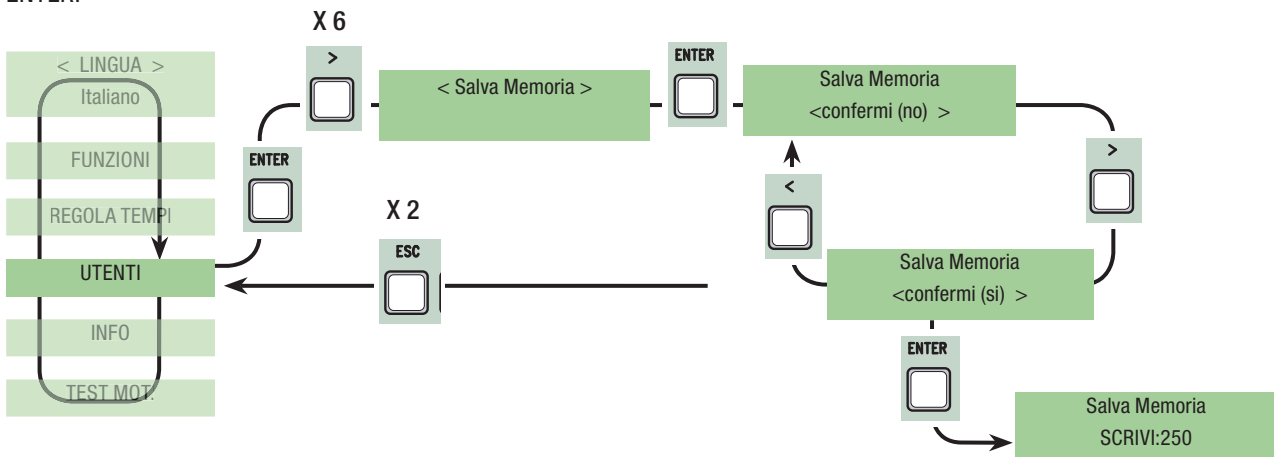 X 6
>
ENTER
< LINGUA >
Italiano
< Salva Memoria >
Salva Memoria
<confermi (no) >
FUNZIONI
ENTER
>
<
REGOLA TEMPI
X 2
ESC
UTENTI
Salva Memoria
<confermi (si) >
INFO
ENTER
TEST MOT.
Salva Memoria
SCRIVI:250